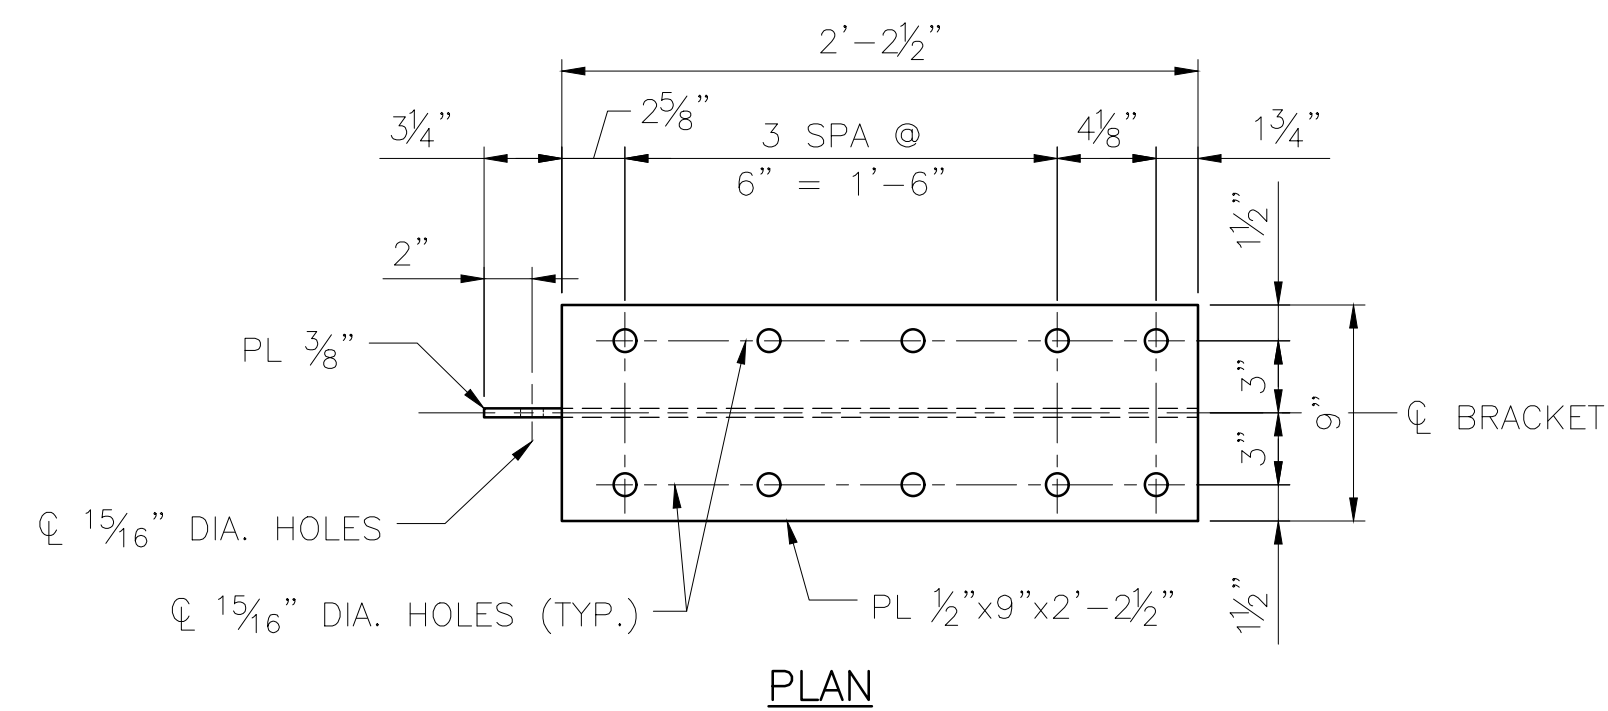 2'-2½"
3¼"
2⅝"
3 SPA @
6" = 1'-6"
4⅛"
1¾"
1½"
2"
PL ⅜"
3"
9"
3"
℄ BRACKET
℄ 15/16" DIA. HOLES
℄ 15/16" DIA. HOLES (TYP.)
PL ½"x9"x2'-2½"
1½"
PLAN